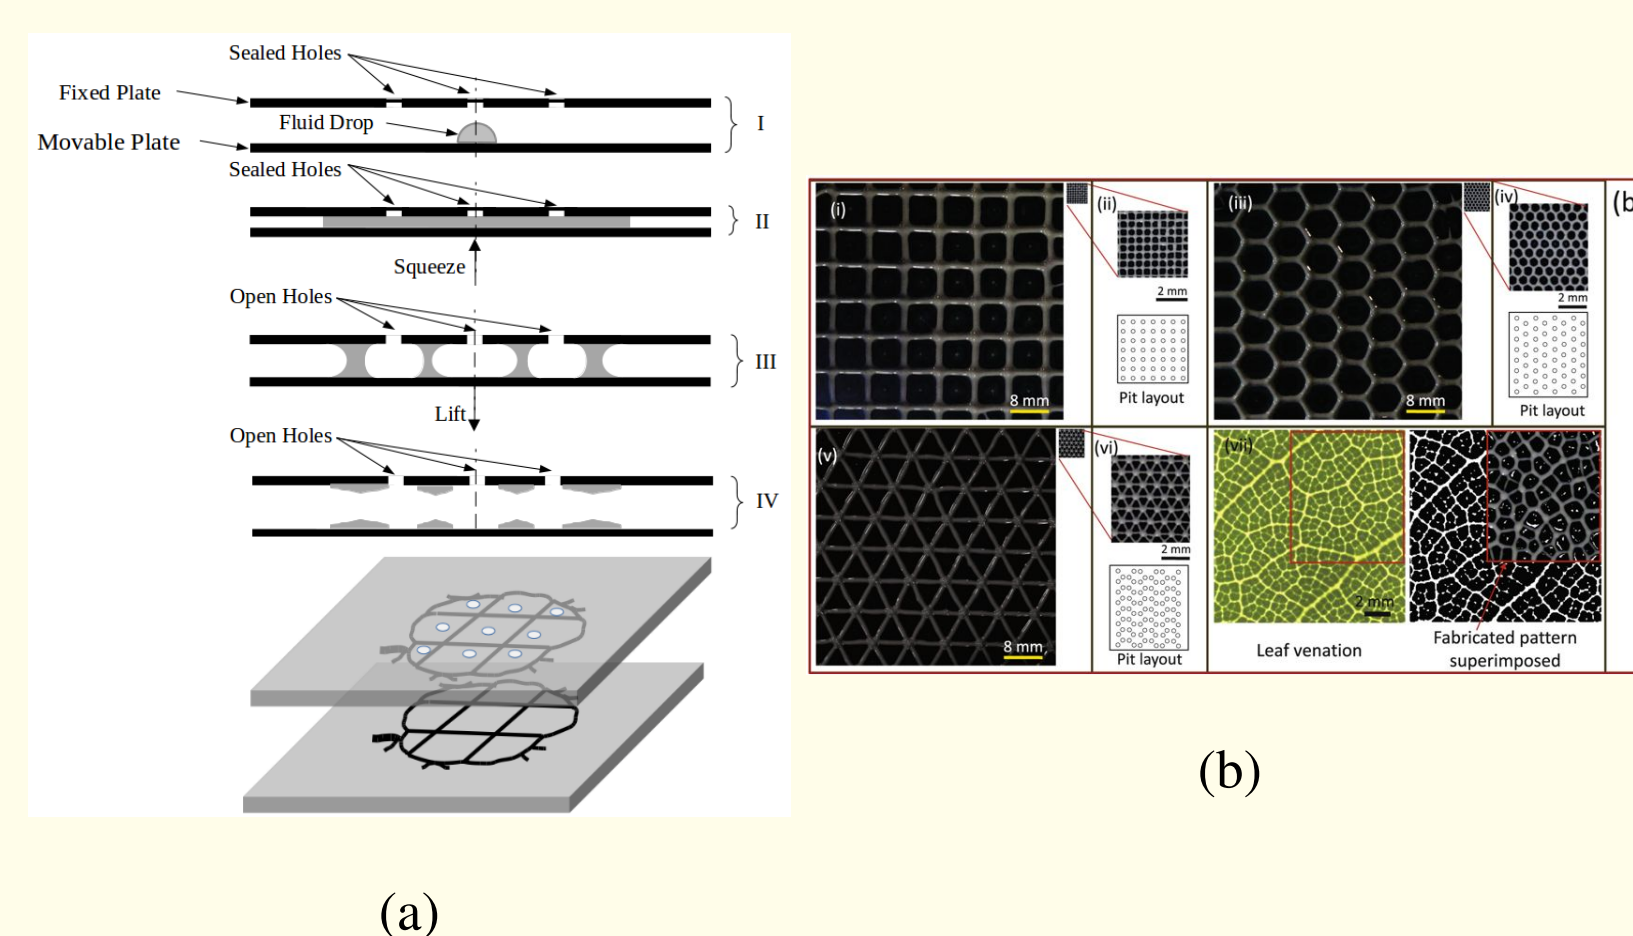 Sealed Holes
Fixed Plate
I
Fluid Drop
Movable Plate
Sealed Holes
II
Squeeze
Open Holes
III
Lift
Open Holes
IV
(a)
(i)
(ii)
2 mm
8 mm
Pit layout
(iii)
(iv)
2 mm
8 mm
Pit layout
(b
(v)
(vi)
2 mm
8 mm
Pit layout
(vii)
2 mm
Leaf venation
Fabricated pattern
superimposed
(b)